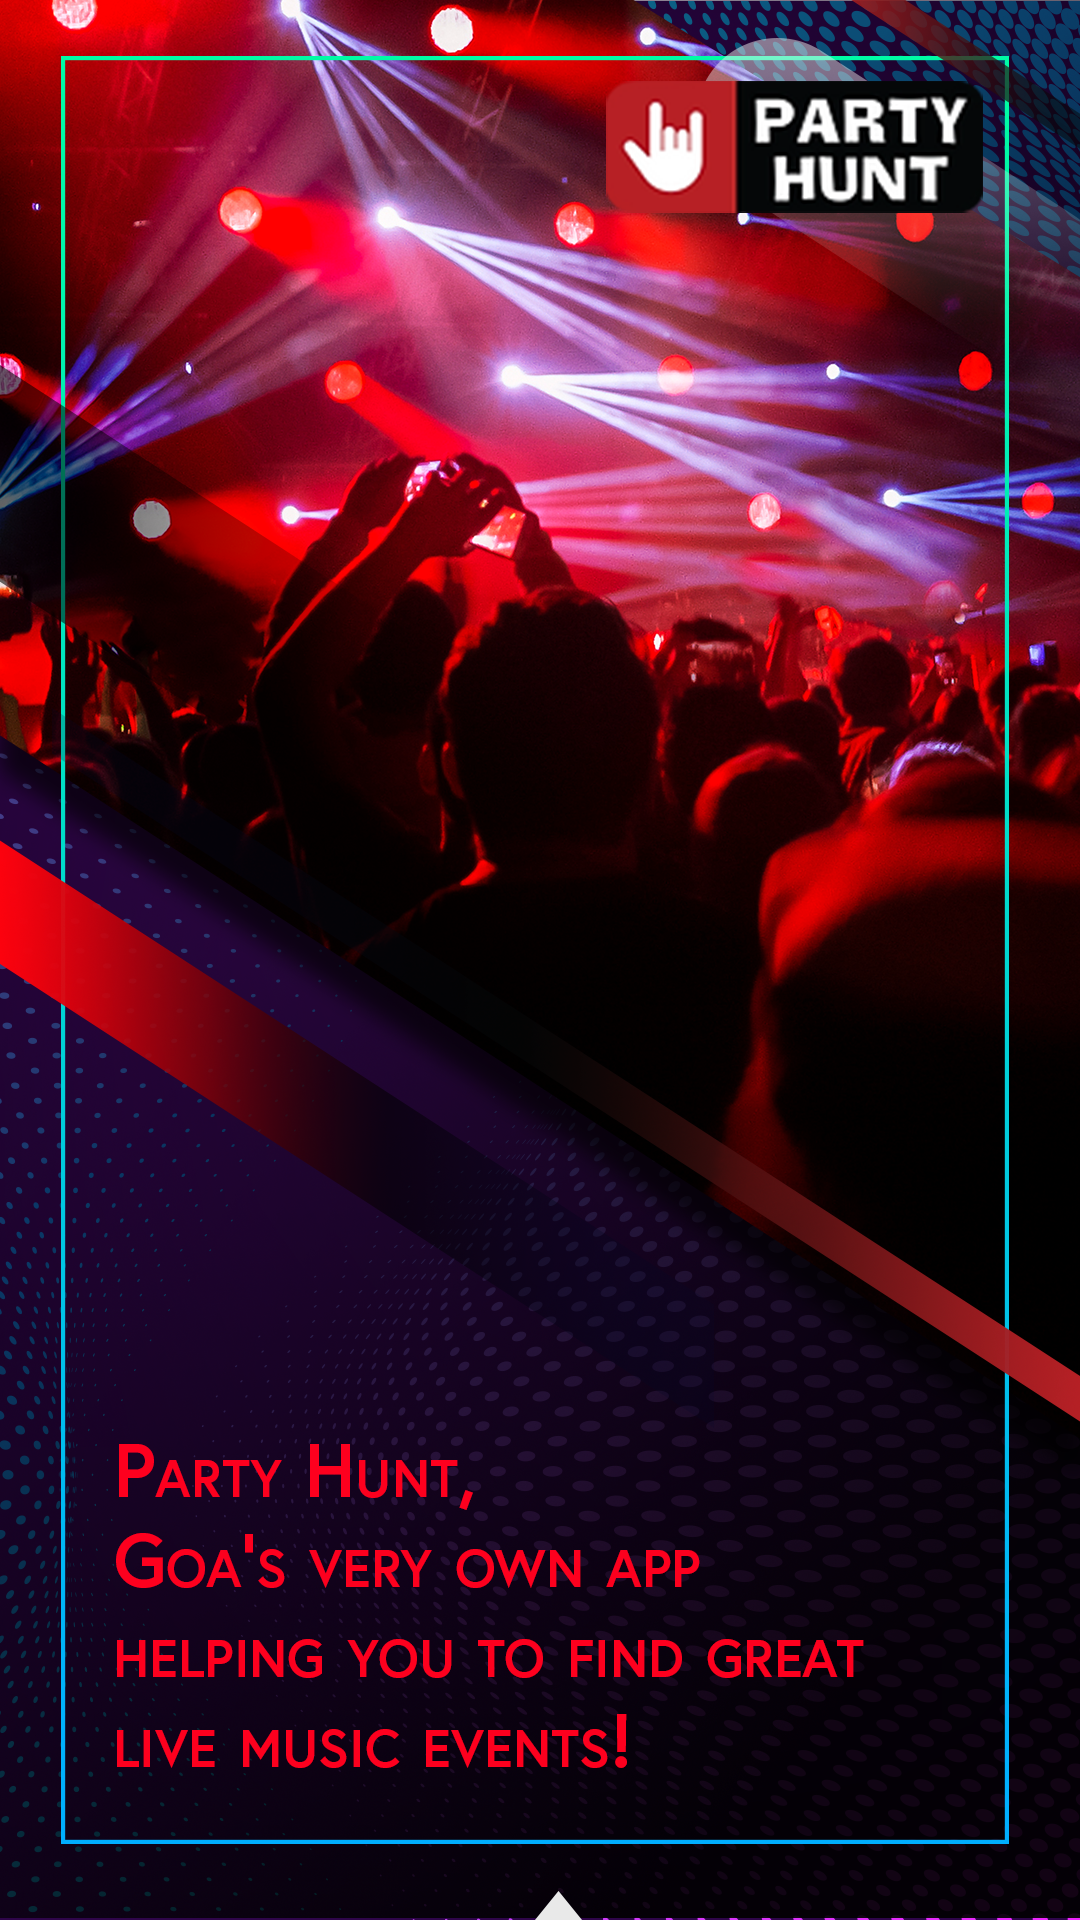 PARTY
HUNT
Party Hunt,
Goa's very own app
helping you to find great
live music events!